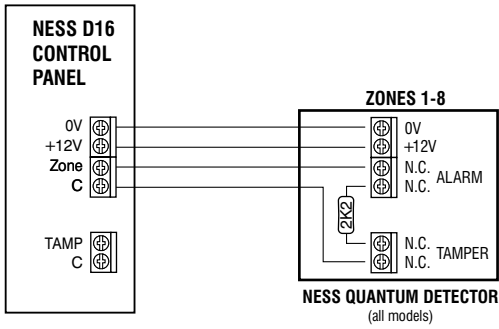 NESS D16
CONTROL
PANEL
0V
+12V
Zone
C
TAMP
C
ZONES 1-8
0V
+12V
N.C.
N.C.
ALARM
2K2
N.C.
N.C.
TAMPER
NESS QUANTUM DETECTOR
(all models)